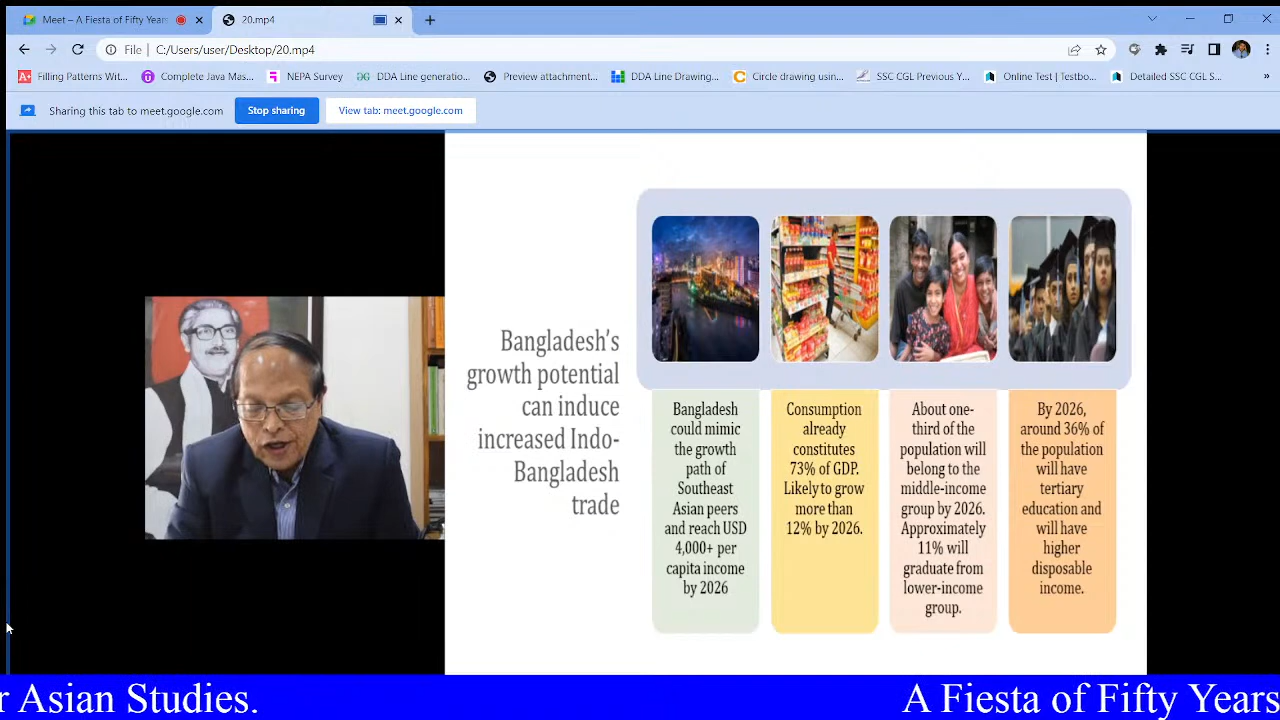 Meet – A Fiesta of Fifty Years
20.mp4
File
C:/Users/user/Desktop/20.mp4
Filling Patterns Wit...
Complete Java Mas...
NEPA Survey
DDA Line generatio...
Preview attachment...
DDA Line Drawing...
Circle drawing usin...
SSC CGL Previous Y...
Online Test | Testbo...
Detailed SSC CGL S...
»
Sharing this tab to meet.google.com
Stop sharing
View tab: meet.google.com
Bangladesh's
growth potential
can induce
increased Indo-
Bangladesh
trade
Bangladesh
could mimic
the growth
path of
Southeast
Asian peers
and reach USD
4,000+ per
capita income
by 2026
Consumption
already
constitutes
73% of GDP.
Likely to grow
more than
12% by 2026.
About one-
third of the
population will
belong to the
middle-income
group by 2026.
Approximately
11% will
graduate from
lower-income
group.
By 2026,
around 36% of
the population
will have
tertiary
education and
will have
higher
disposable
income.
r Asian Studies.
A Fiesta of Fifty Years